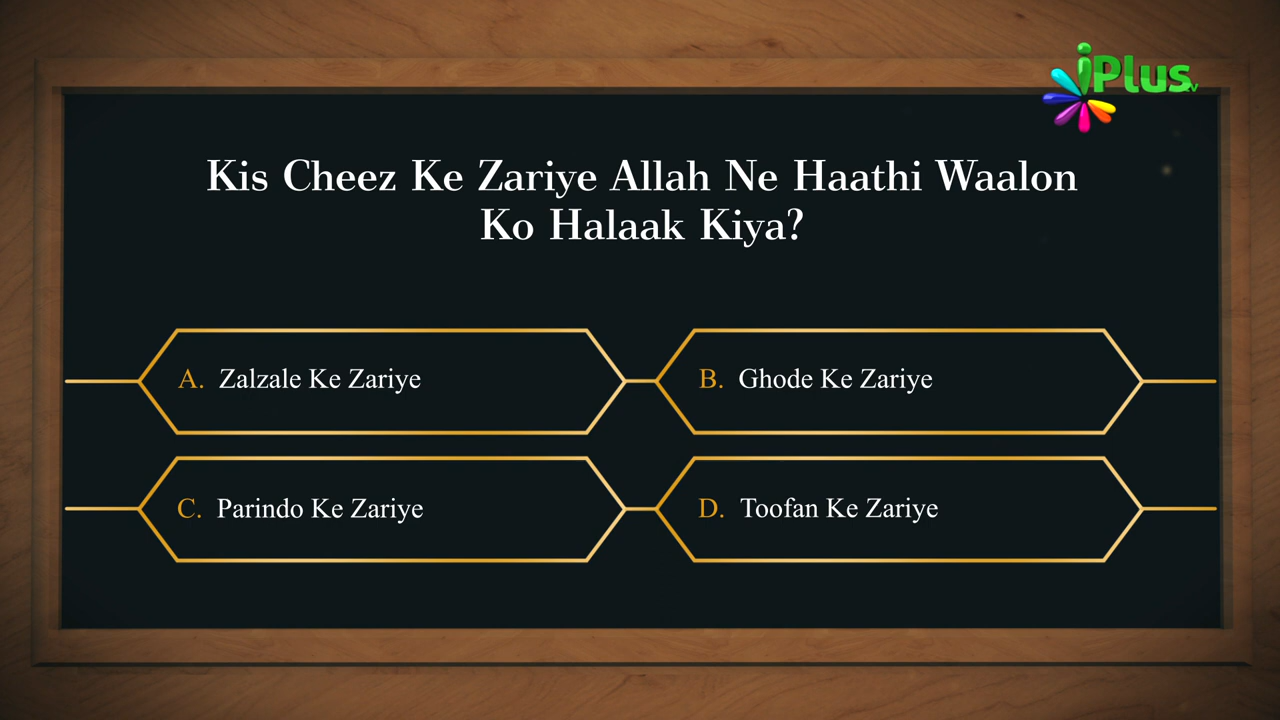 iPlus tv
Kis Cheez Ke Zariye Allah Ne Haathi Waalon
Ko Halaak Kiya?
A. Zalzale Ke Zariye
B. Ghode Ke Zariye
C. Parindo Ke Zariye
D. Toofan Ke Zariye